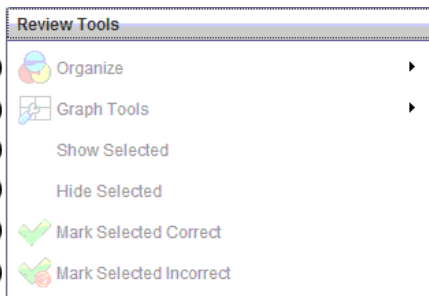 Review Tools
Organize
Graph Tools
Show Selected
Hide Selected
Mark Selected Correct
Mark Selected Incorrect